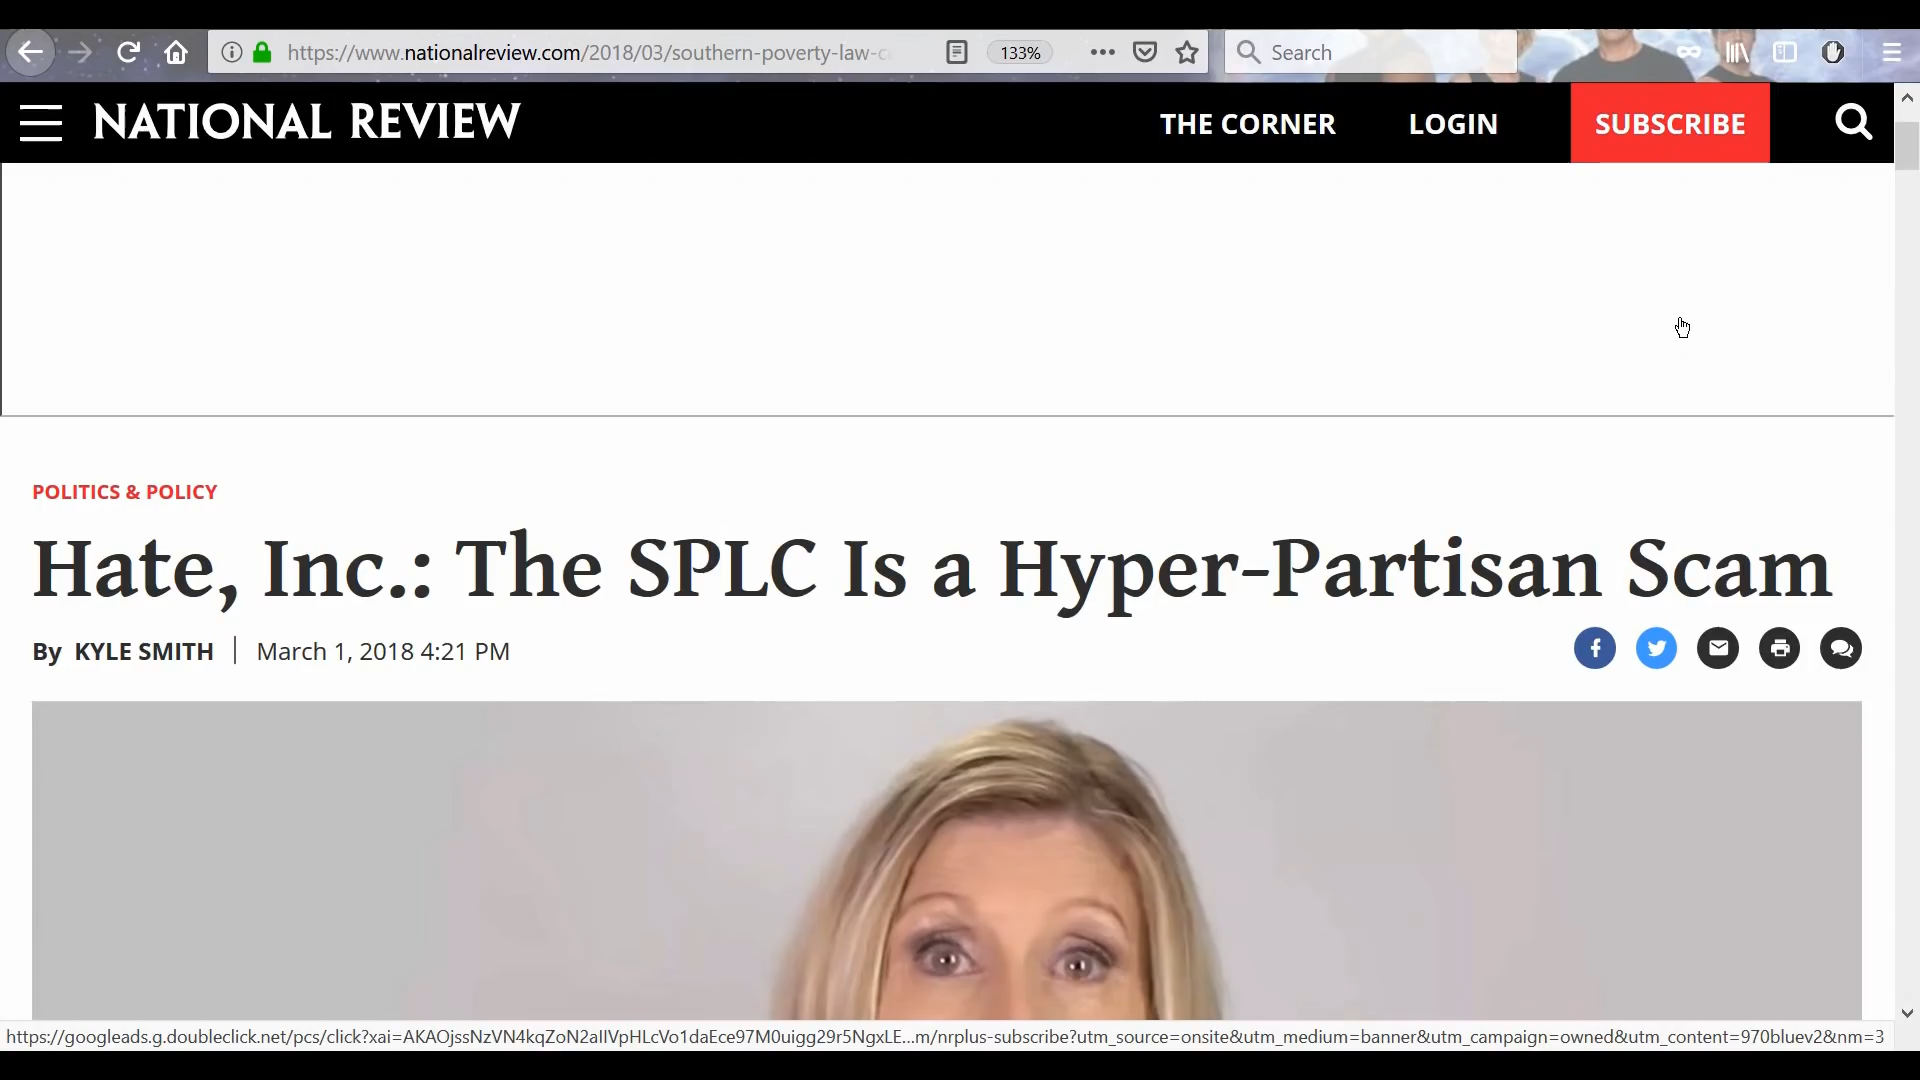 https://www.nationalreview.com/2018/03/southern-poverty-law-c
133%
Search
NATIONAL REVIEW
THE CORNER
LOGIN
SUBSCRIBE
POLITICS & POLICY
Hate, Inc.: The SPLC Is a Hyper-Partisan Scam
By KYLE SMITH | March 1, 2018 4:21 PM
https://googleads.g.doubleclick.net/pcs/click?xai=AKAOjssNzVN4kqZoN2aIIVpHLcVo1daEce97M0uigg29r5NgxLE...m/nrplus-subscribe?utm_source=onsite&utm_medium=banner&utm_campaign=owned&utm_content=970bluev2&nm=3